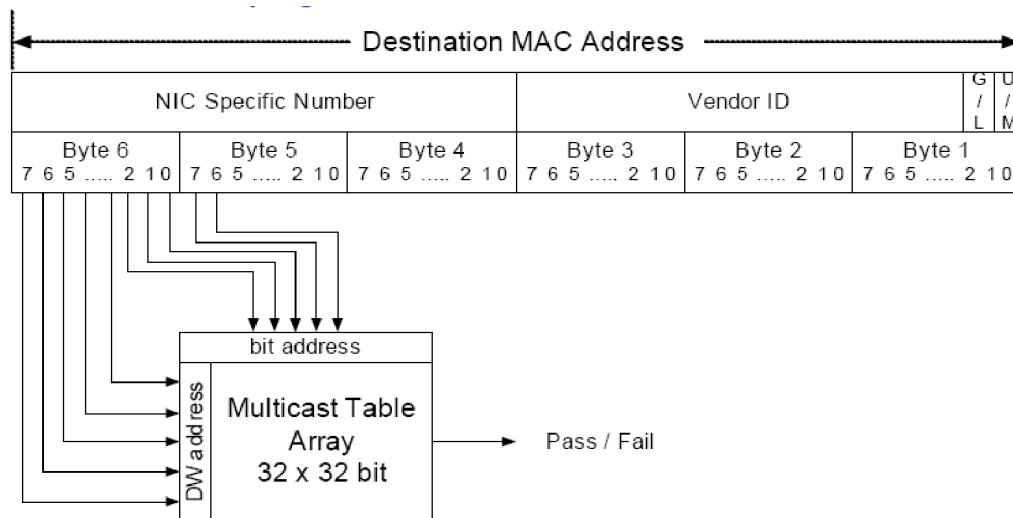 Destination MAC Address
NIC Specific Number Vendor ID G / L U / M
Byte 6 Byte 5 Byte 4 Byte 3 Byte 2 Byte 1
7 6 5 ..... 2 1 0 7 6 5 ..... 2 1 0 7 6 5 ..... 2 1 0 7 6 5 ..... 2 1 0 7 6 5 ..... 2 1 0 7 6 5 ..... 2 1 0
bit address
DW address
Multicast Table
Array
32 x 32 bit
Pass / Fail